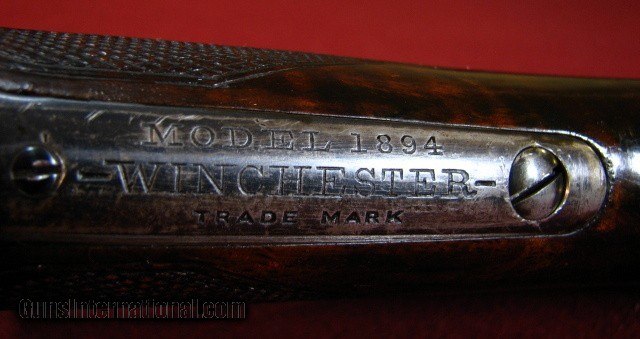 MODEL 1894
-WINCHESTER-
TRADE MARK
GunsInternational.com